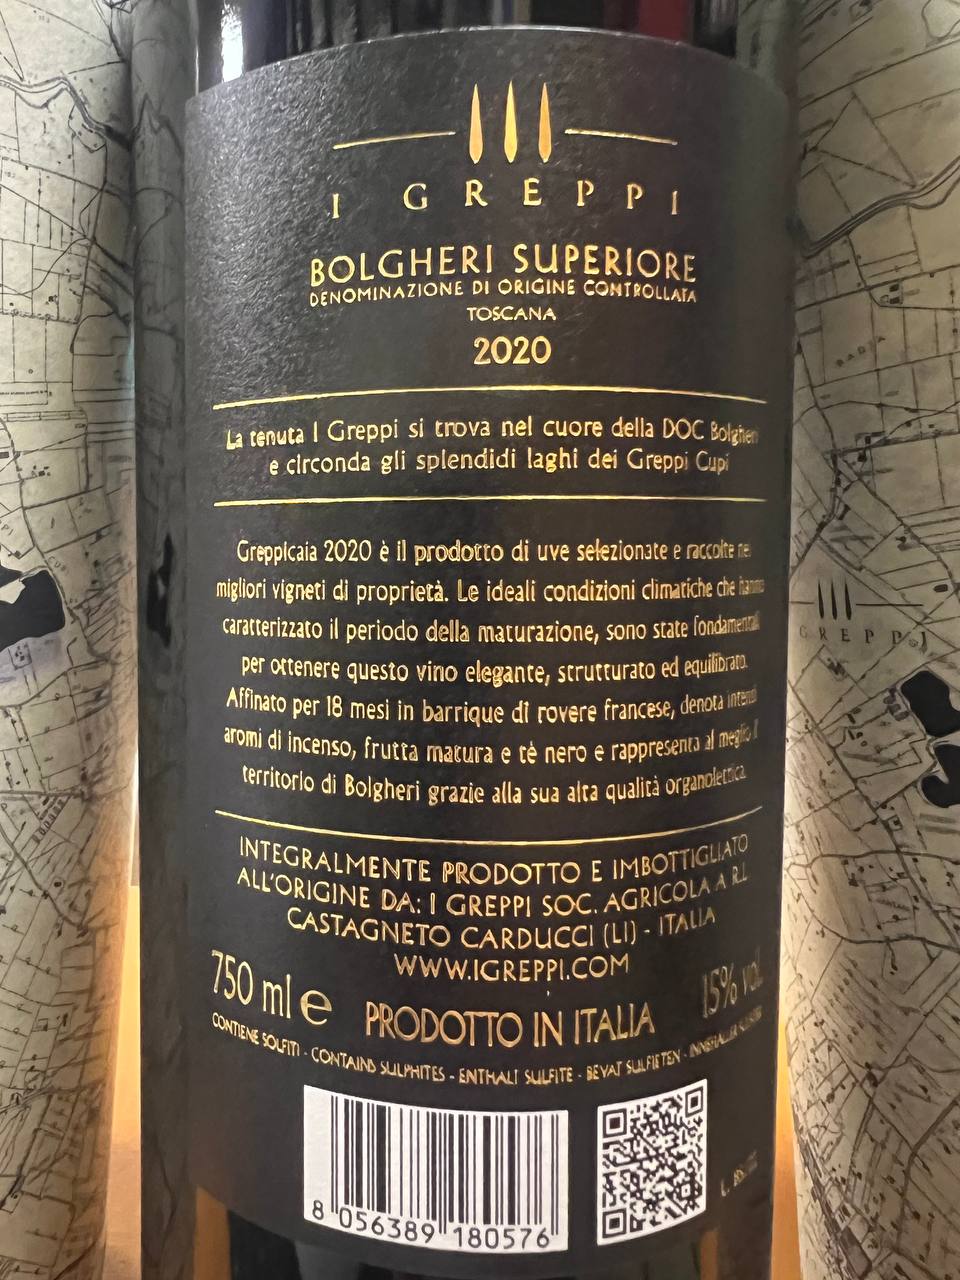 I GREPPI
BOLGHERI SUPERIORE
DENOMINAZIONE DI ORIGINE CONTROLLATA
TOSCANA
2020
La tenuta I Greppi si trova nel cuore della DOC Bolgheri
e circonda gli splendidi laghi dei Greppi Cupi
Greppicaia 2020 è il prodotto di uve selezionate e raccolte nei
migliori vigneti di proprietà. Le ideali condizioni climatiche che hanno
caratterizzato il periodo della maturazione, sono state fondamentali
per ottenere questo vino elegante, strutturato ed equilibrato.
Affinato per 18 mesi in barrique di rovere francese, denota intensi
aromi di incenso, frutta matura e tè nero e rappresenta al meglio il
territorio di Bolgheri grazie alla sua alta qualità organolettica.
INTEGRALMENTE PRODOTTO E IMBOTTIGLIATO
ALL'ORIGINE DA: I GREPPI SOC. AGRICOLA A R.L
CASTAGNETO CARDUCCI (LI) - ITALIA
WWW.IGREPPI.COM
750 ml e PRODOTTO IN ITALIA 15% vol.
CONTIENE SOLFITI - CONTAINS SULPHITES - ENTHALT SULFITE - BEVAT SULFIETEN - INNEHÅLLER
8 056389 180576
GREPPI